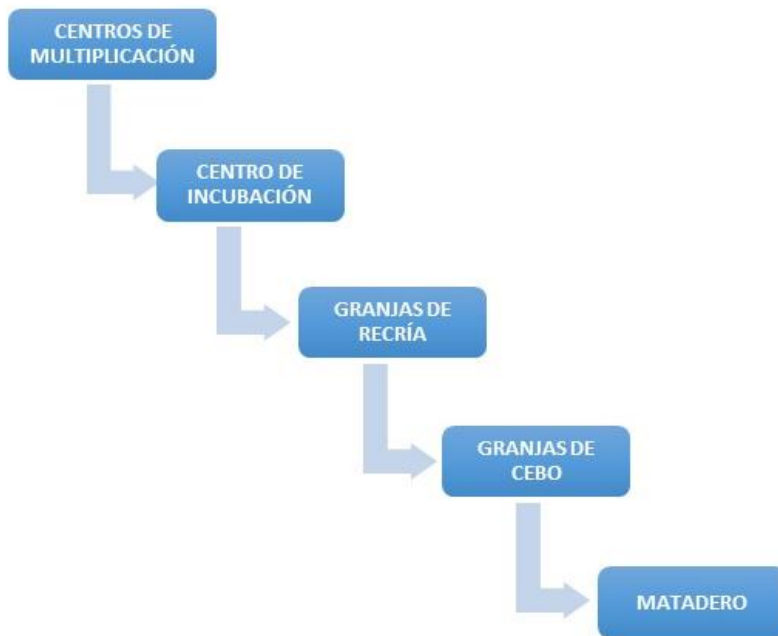 CENTROS DE
MULTIPLICACIÓN
CENTRO DE
INCUBACIÓN
GRANJAS DE
RECRÍA
GRANJAS DE
CEBO
MATADERO